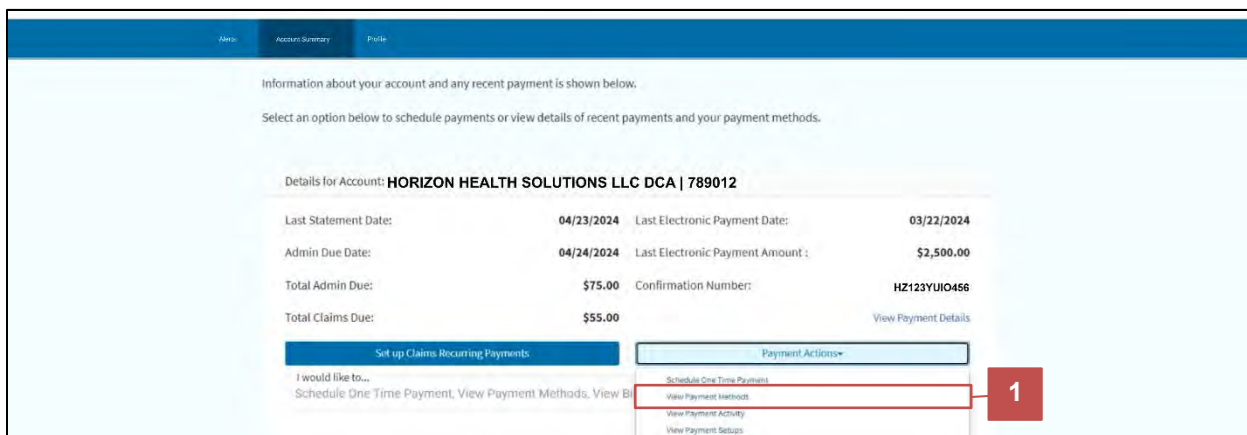 Alerts Account Summary Profile
Information about your account and any recent payment is shown below.
Select an option below to schedule payments or view details of recent payments and your payment methods.
Details for Account: HORIZON HEALTH SOLUTIONS LLC DCA | 789012
Last Statement Date: 04/23/2024 Last Electronic Payment Date: 03/22/2024
Admin Due Date: 04/24/2024 Last Electronic Payment Amount : $2,500.00
Total Admin Due: $75.00 Confirmation Number: HZ123YUIO456
Total Claims Due: $55.00 View Payment Details
Set up Claims Recurring Payments Payment Actions
I would like to...
Schedule One Time Payment, View Payment Methods, View Bi
Schedule One Time Payment
View Payment Methods
1
View Payment Activity
View Payment Setups